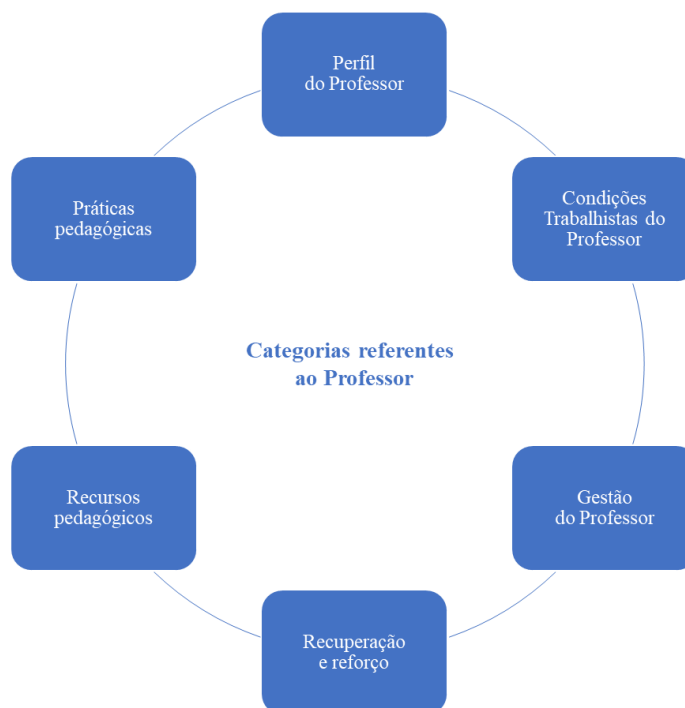 Perfil
do Professor
Condições
Trabalhistas do
Professor
Gestão
do Professor
Recuperação
e reforço
Recursos
pedagógicos
Práticas
pedagógicas
Categorias referentes
ao Professor